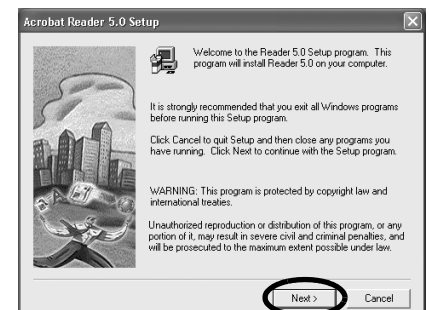 Acrobat Reader 5.0 Setup
Welcome to the Reader 5.0 Setup program. This
program will install Reader 5.0 on your computer.
It is strongly recommended that you exit all Windows programs
before running this Setup program.
Click Cancel to quit Setup and then close any programs you
have running. Click Next to continue with the Setup program.
WARNING: This program is protected by copyright law and
international treaties.
Unauthorized reproduction or distribution of this program, or any
portion of it, may result in severe civil and criminal penalties, and
will be prosecuted to the maximum extent possible under law.
Next > Cancel